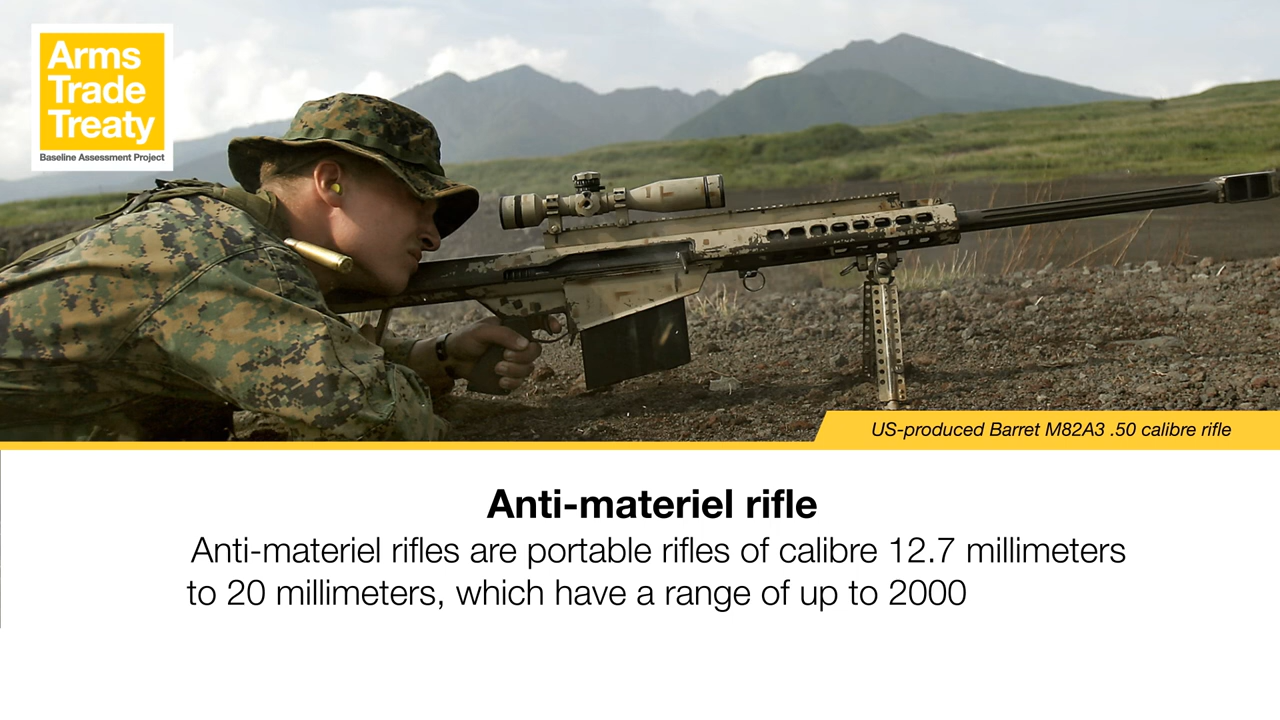 Arms
Trade
Treaty
Baseline Assessment Project
US-produced Barret M82A3 .50 calibre rifle
Anti-materiel rifle
Anti-materiel rifles are portable rifles of calibre 12.7 millimeters
to 20 millimeters, which have a range of up to 2000